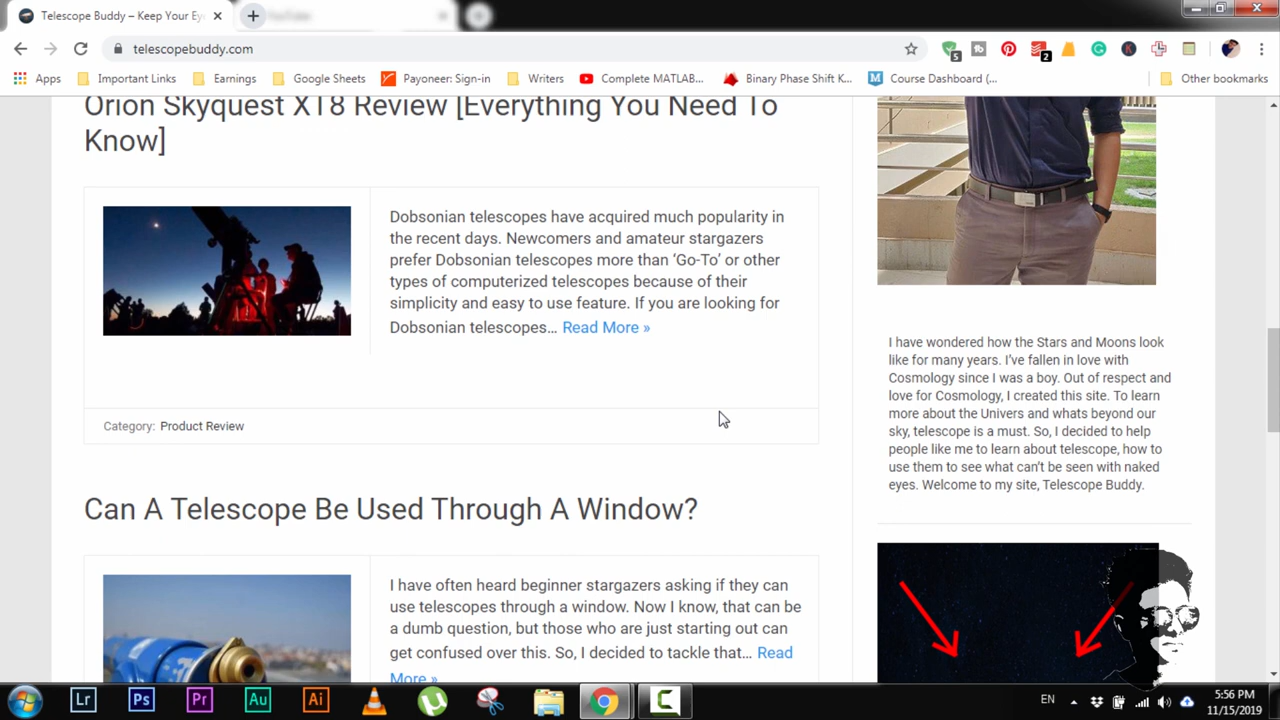 Telescope Buddy – Keep Your Ey
telescopebuddy.com
5
2
Apps
Important Links
Earnings
Google Sheets
Payoneer: Sign-in
Writers
Complete MATLAB...
Binary Phase Shift K...
Course Dashboard (...
Other bookmarks
Orion Skyquest XT8 Review [Everything You Need To
Know]
Dobsonian telescopes have acquired much popularity in
the recent days. Newcomers and amateur stargazers
prefer Dobsonian telescopes more than ‘Go-To’ or other
types of computerized telescopes because of their
simplicity and easy to use feature. If you are looking for
Dobsonian telescopes… Read More »
Category: Product Review
Can A Telescope Be Used Through A Window?
I have often heard beginner stargazers asking if they can
use telescopes through a window. Now I know, that can be
a dumb question, but those who are just starting out can
get confused over this. So, I decided to tackle that… Read
More »
I have wondered how the Stars and Moons look
like for many years. I’ve fallen in love with
Cosmology since I was a boy. Out of respect and
love for Cosmology, I created this site. To learn
more about the Univers and whats beyond our
sky, telescope is a must. So, I decided to help
people like me to learn about telescope, how to
use them to see what can’t be seen with naked
eyes. Welcome to my site, Telescope Buddy.
Lr
Ps
Pr
Au
Ai
EN
5:56 PM
11/15/2019